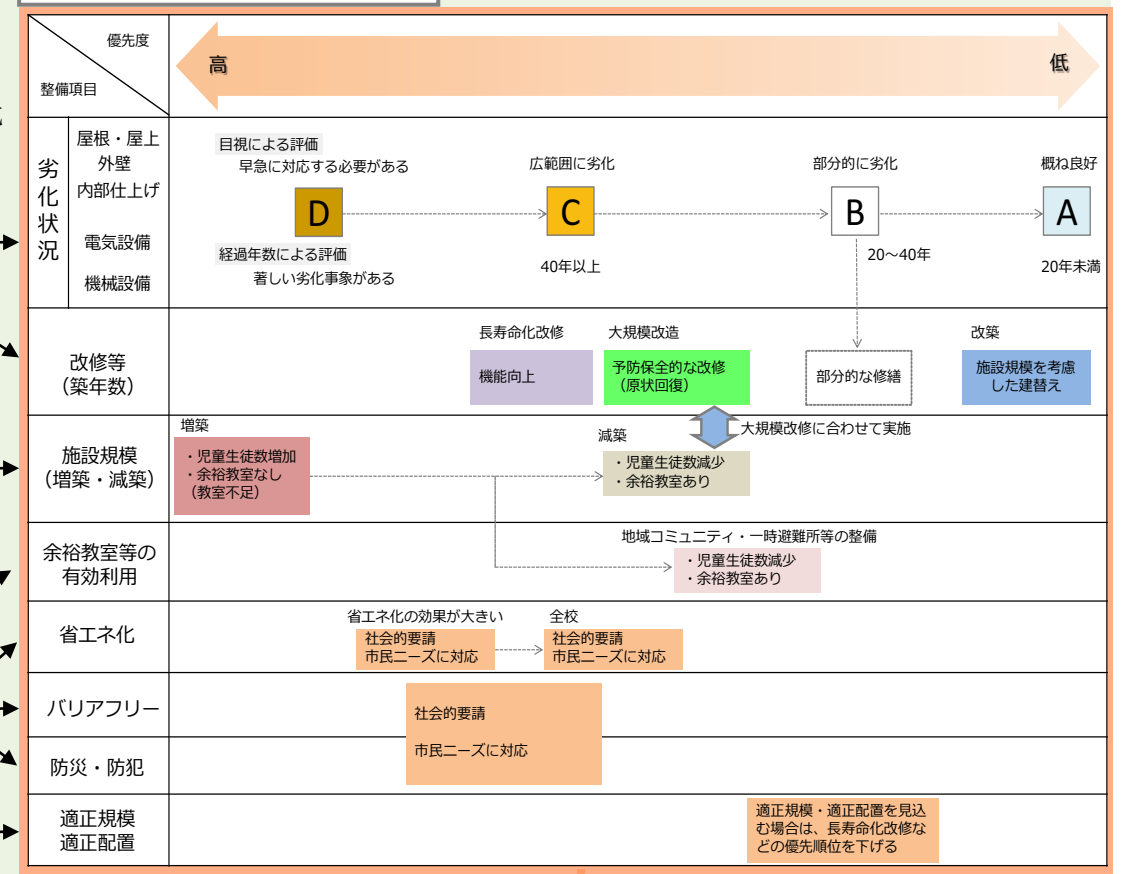 優先度
整備項目
高
低
劣化状況
屋根・屋上
外壁
内部仕上げ
電気設備
機械設備
目視による評価
早急に対応する必要がある
広範囲に劣化
部分的に劣化
概ね良好
D
C
B
A
経過年数による評価
著しい劣化事象がある
40年以上
20～40年
20年未満
改修等
（築年数）
長寿命化改修
機能向上
大規模改造
予防保全的な改修
（原状回復）
部分的な修繕
改築
施設規模を考慮
した建替え
大規模改修に合わせて実施
施設規模
（増築・減築）
増築
・児童生徒数増加
・余裕教室なし
（教室不足）
減築
・児童生徒数減少
・余裕教室あり
余裕教室等の
有効利用
地域コミュニティ・一時避難所等の整備
・児童生徒数減少
・余裕教室あり
省エネ化
省エネ化の効果が大きい
社会的要請
市民ニーズに対応
全校
社会的要請
市民ニーズに対応
バリアフリー
社会的要請
市民ニーズに対応
防災・防犯
適正規模
適正配置
適正規模・適正配置を見込
む場合は、長寿命化改修な
どの優先順位を下げる